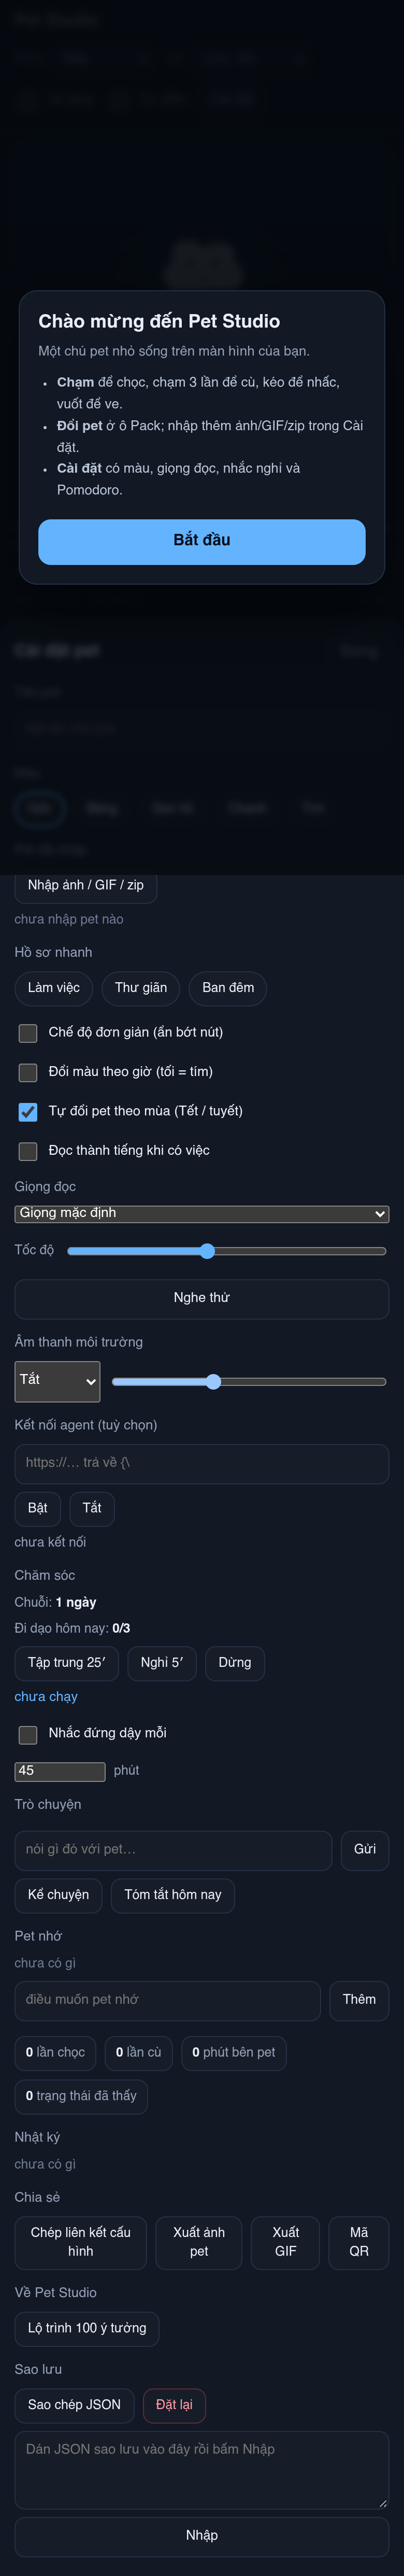 Pet Studio
Chào mừng đến Pet Studio
Một chú pet nhỏ sống trên màn hình của bạn.
• Chạm để chọc, chạm 3 lần để cù, kéo để nhấc,
vuốt để ve.
• Đổi pet ở ô Pack; nhập thêm ảnh/GIF/zip trong Cài
đặt.
• Cài đặt có màu, giọng đọc, nhắc nghỉ và
Pomodoro.
Bắt đầu
Cài đặt pet
Đóng
Tên pet
Màu
Nhập ảnh / GIF / zip
chưa nhập pet nào
Hồ sơ nhanh
Làm việc
Thư giãn
Ban đêm
Chế độ đơn giản (ẩn bớt nút)
Đổi màu theo giờ (tối = tím)
Tự đổi pet theo mùa (Tết / tuyết)
Đọc thành tiếng khi có việc
Giọng đọc
Giọng mặc định
Tốc độ
Nghe thử
Âm thanh môi trường
Tắt
Kết nối agent (tuỳ chọn)
https://… trả về {\
Bật
Tắt
chưa kết nối
Chăm sóc
Chuỗi: 1 ngày
Đi dạo hôm nay: 0/3
Tập trung 25′
Nghỉ 5′
Dừng
chưa chạy
Nhắc đứng dậy mỗi
45 phút
Trò chuyện
nói gì đó với pet…
Gửi
Kể chuyện
Tóm tắt hôm nay
Pet nhớ
chưa có gì
điều muốn pet nhớ
Thêm
0 lần chọc
0 lần cù
0 phút bên pet
0 trạng thái đã thấy
Nhật ký
chưa có gì
Chia sẻ
Chép liên kết cấu
hình
Xuất ảnh
pet
Xuất
GIF
Mã
QR
Về Pet Studio
Lộ trình 100 ý tưởng
Sao lưu
Sao chép JSON
Đặt lại
Dán JSON sao lưu vào đây rồi bấm Nhập
Nhập